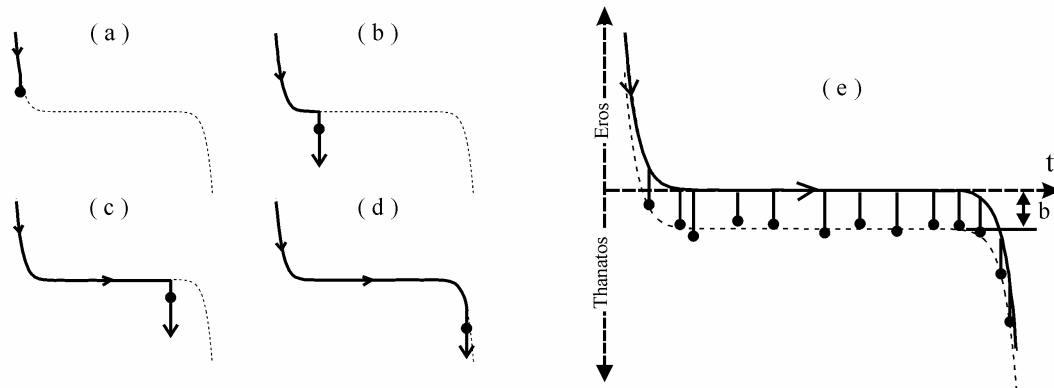 ( a )
( b )
( c )
( d )
( e )
Eros
Thanatos
t
b